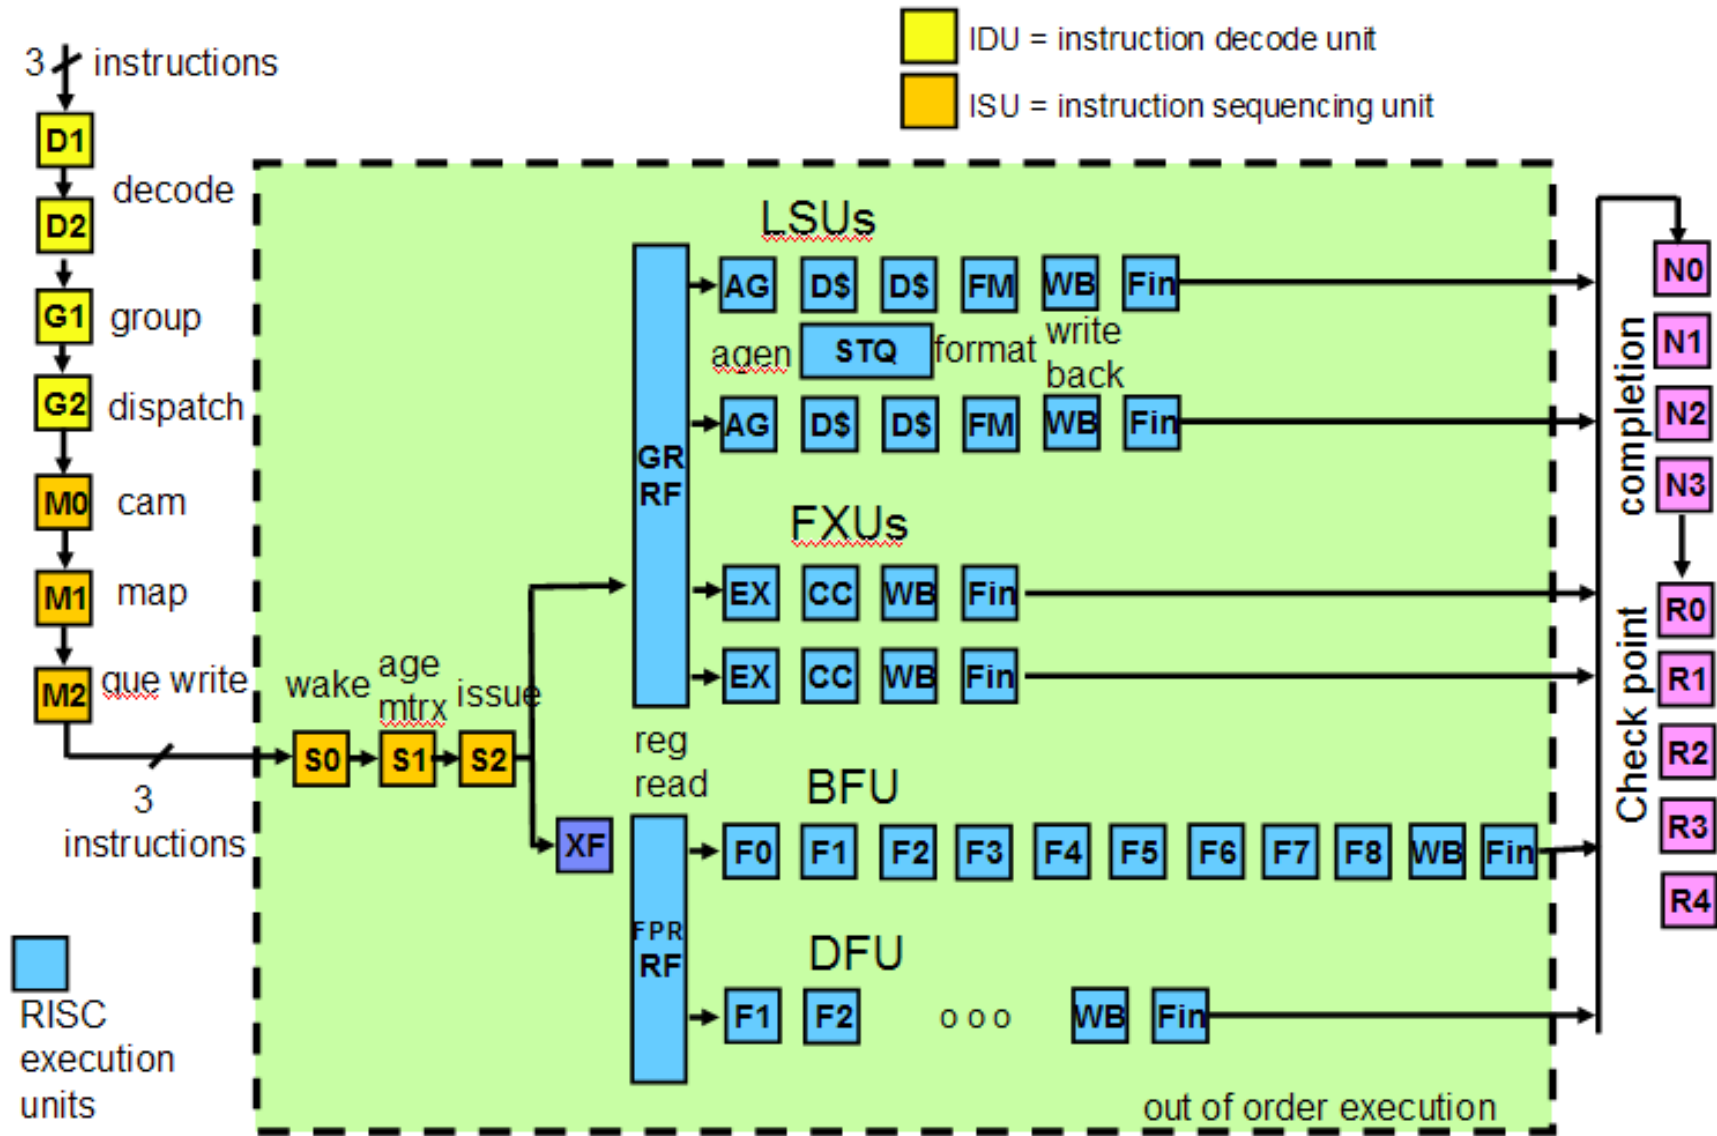 IDU = instruction decode unit
ISU = instruction sequencing unit
3 instructions
D1
decode
D2
G1 group
G2 dispatch
M0 cam
M1 map
M2 que write
3
instructions
wake
age
mtrx
issue
S0 S1 S2
XF
GR
RF
reg
read
FPR
RF
LSUs
AG D$ D$ FM WB Fin
agen STQ format write
back
AG D$ D$ FM WB Fin
FXUs
EX CC WB Fin
EX CC WB Fin
BFU
F0 F1 F2 F3 F4 F5 F6 F7 F8 WB Fin
DFU
F1 F2 o o o WB Fin
out of order execution
completion
N0
N1
N2
N3
Check point
R0
R1
R2
R3
R4
RISC
execution
units